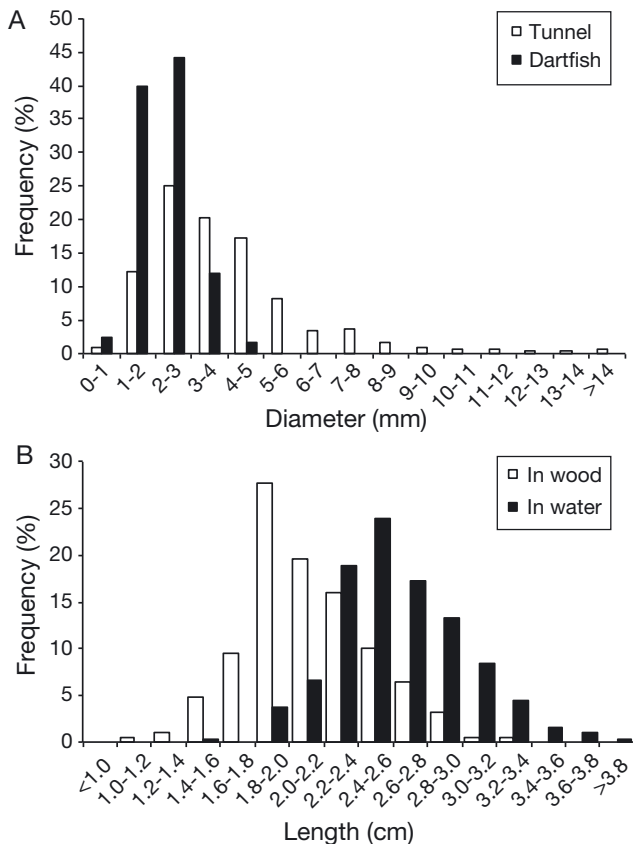 A
Tunnel
Dartfish
Frequency (%)
50
45
40
35
30
25
20
15
10
5
0
0-1 1-2 2-3 3-4 4-5 5-6 6-7 7-8 8-9 9-10 10-11 11-12 12-13 13-14 >14
Diameter (mm)
B
In wood
In water
Frequency (%)
30
25
20
15
10
5
0
<1.0 1.0-1.2 1.2-1.4 1.4-1.6 1.6-1.8 1.8-2.0 2.0-2.2 2.2-2.4 2.4-2.6 2.6-2.8 2.8-3.0 3.0-3.2 3.2-3.4 3.4-3.6 3.6-3.8 >3.8
Length (cm)